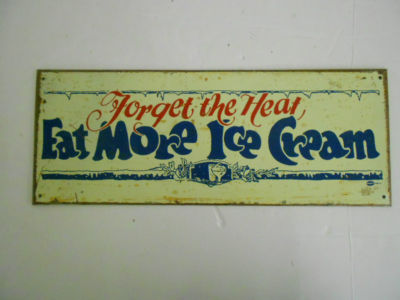 Forget the Heat,
Eat More Ice Cream